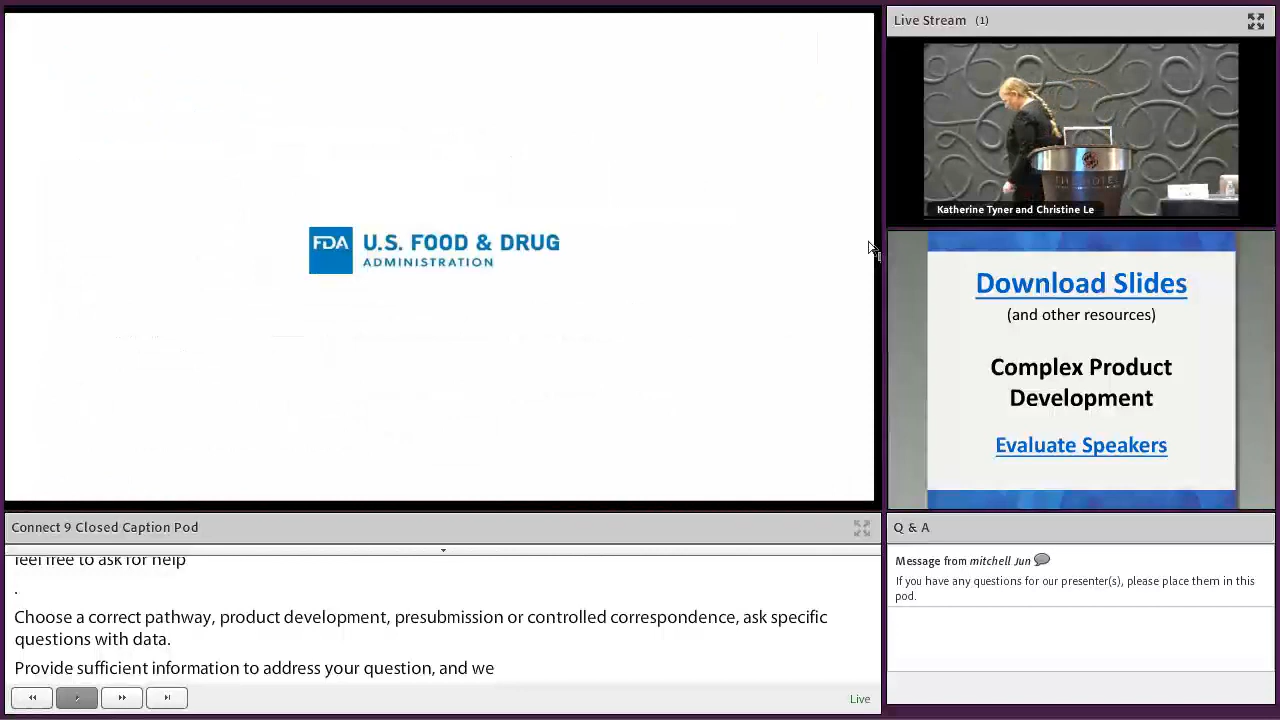 FDA
U.S. FOOD & DRUG
ADMINISTRATION
Live Stream (1)
THE HOTEL
Katherine Tyner and Christine Le
Download Slides
(and other resources)
Complex Product
Development
Evaluate Speakers
Connect 9 Closed Caption Pod
feel free to ask for help
.
Choose a correct pathway, product development, presubmission or controlled correspondence, ask specific
questions with data.
Provide sufficient information to address your question, and we
Live
Q & A
Message from mitchell Jun
If you have any questions for our presenter(s), please place them in this
pod.